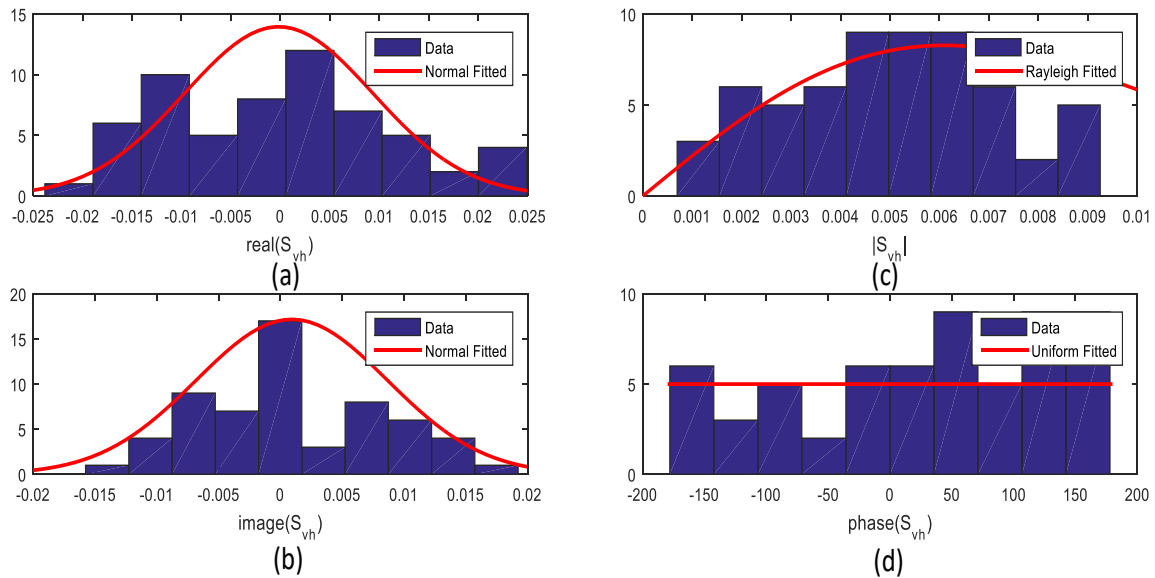 15
10
5
0
-0.025 -0.02 -0.015 -0.01 -0.005 0 0.005 0.01 0.015 0.02 0.025
real(S_vh)
Data
Normal Fitted
(a)
10
5
0
0 0.001 0.002 0.003 0.004 0.005 0.006 0.007 0.008 0.009 0.01
|S_vh|
Data
Rayleigh Fitted
(c)
20
15
10
5
0
-0.02 -0.015 -0.01 -0.005 0 0.005 0.01 0.015 0.02
image(S_vh)
Data
Normal Fitted
(b)
10
5
0
-200 -150 -100 -50 0 50 100 150 200
phase(S_vh)
Data
Uniform Fitted
(d)